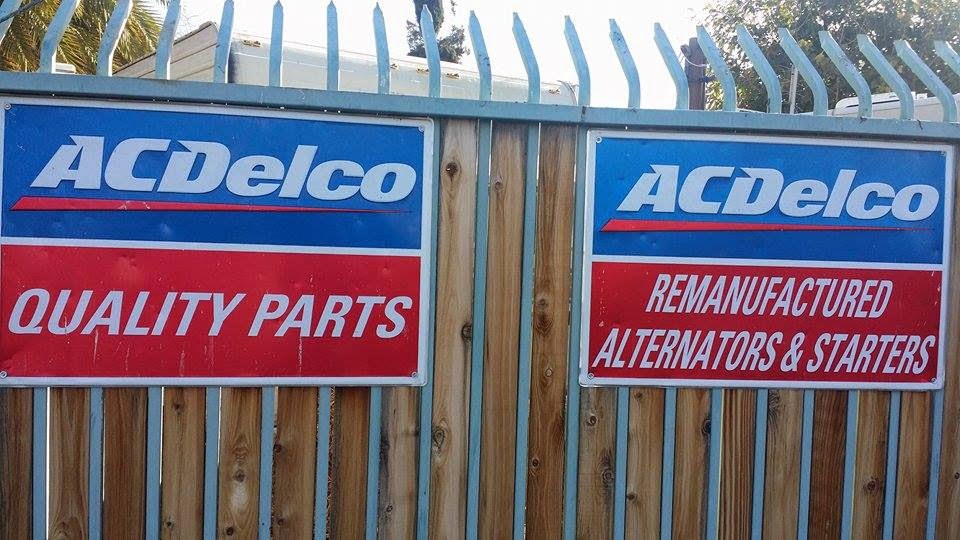 ACDelco
QUALITY PARTS
ACDelco
REMANUFACTURED
ALTERNATORS & STARTERS